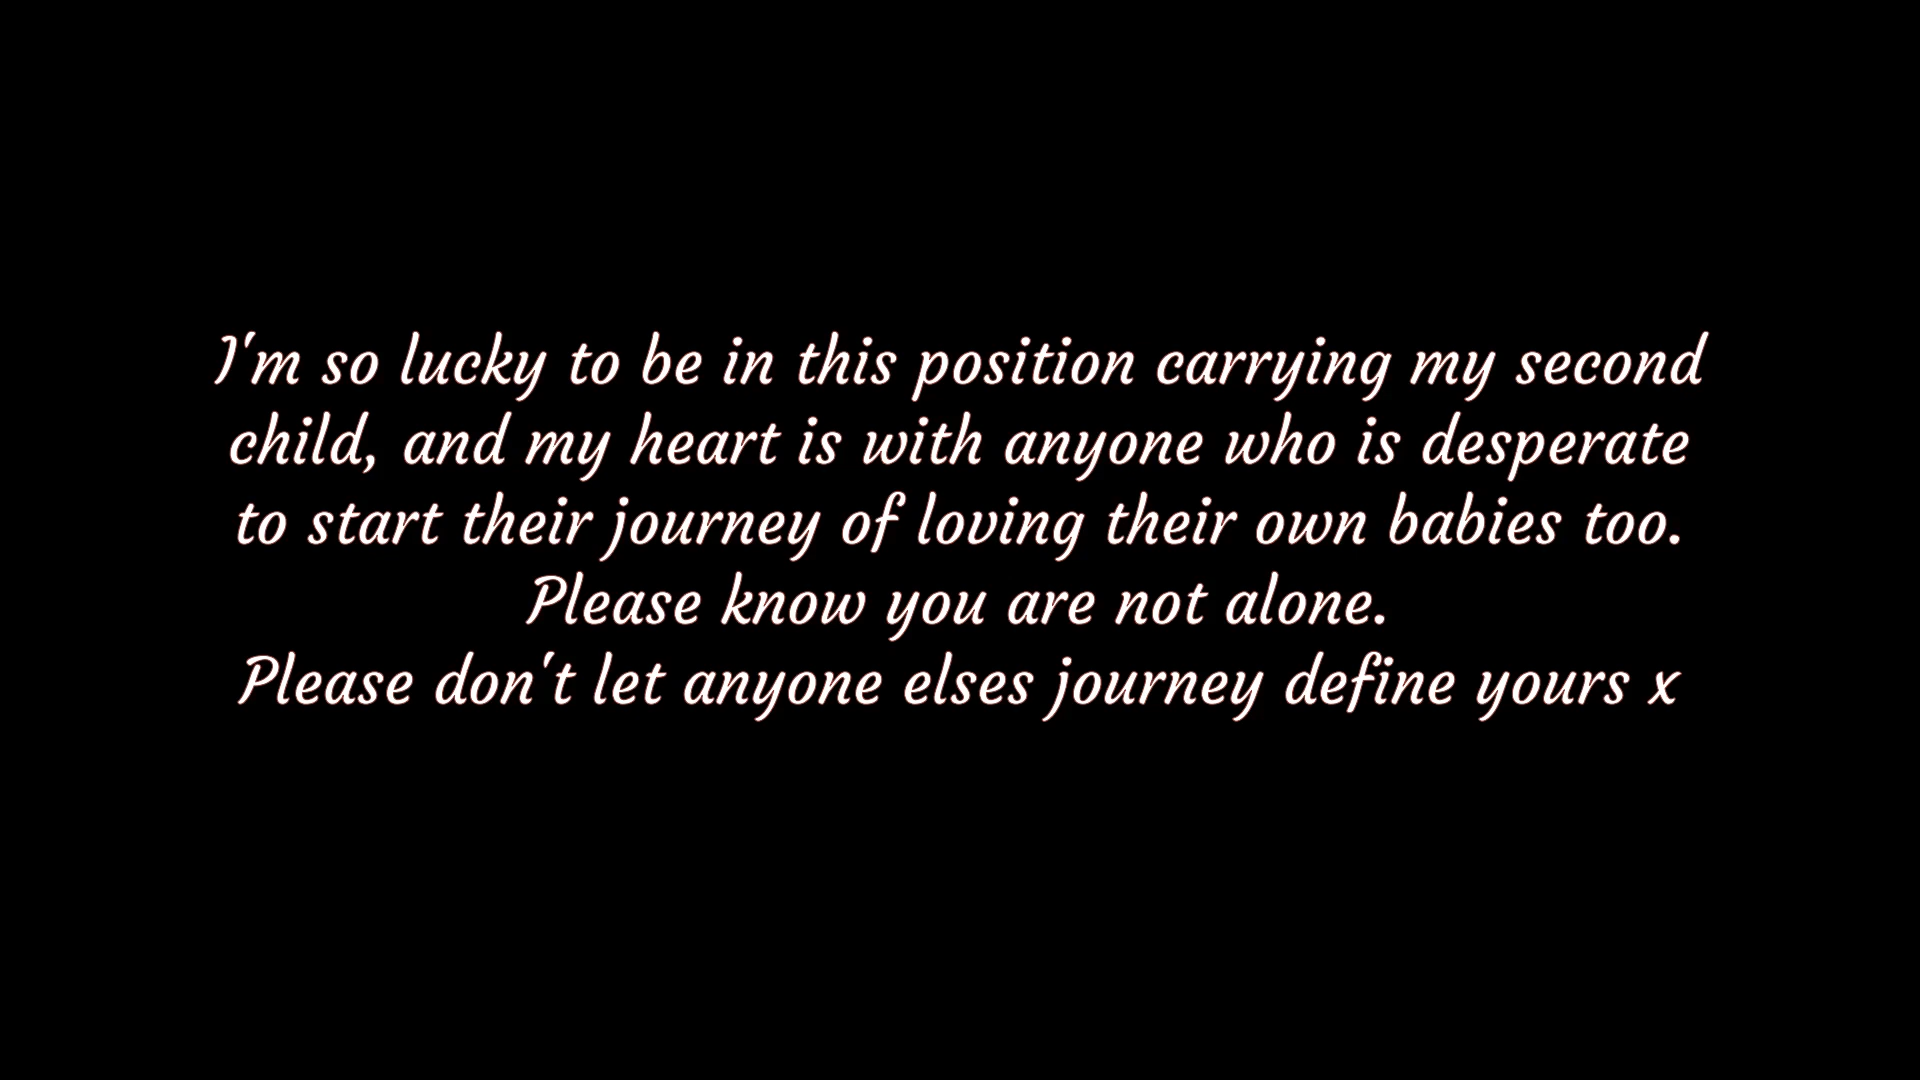 I'm so lucky to be in this position carrying my second
child, and my heart is with anyone who is desperate
to start their journey of loving their own babies too.
Please know you are not alone.
Please don't let anyone elses journey define yours x